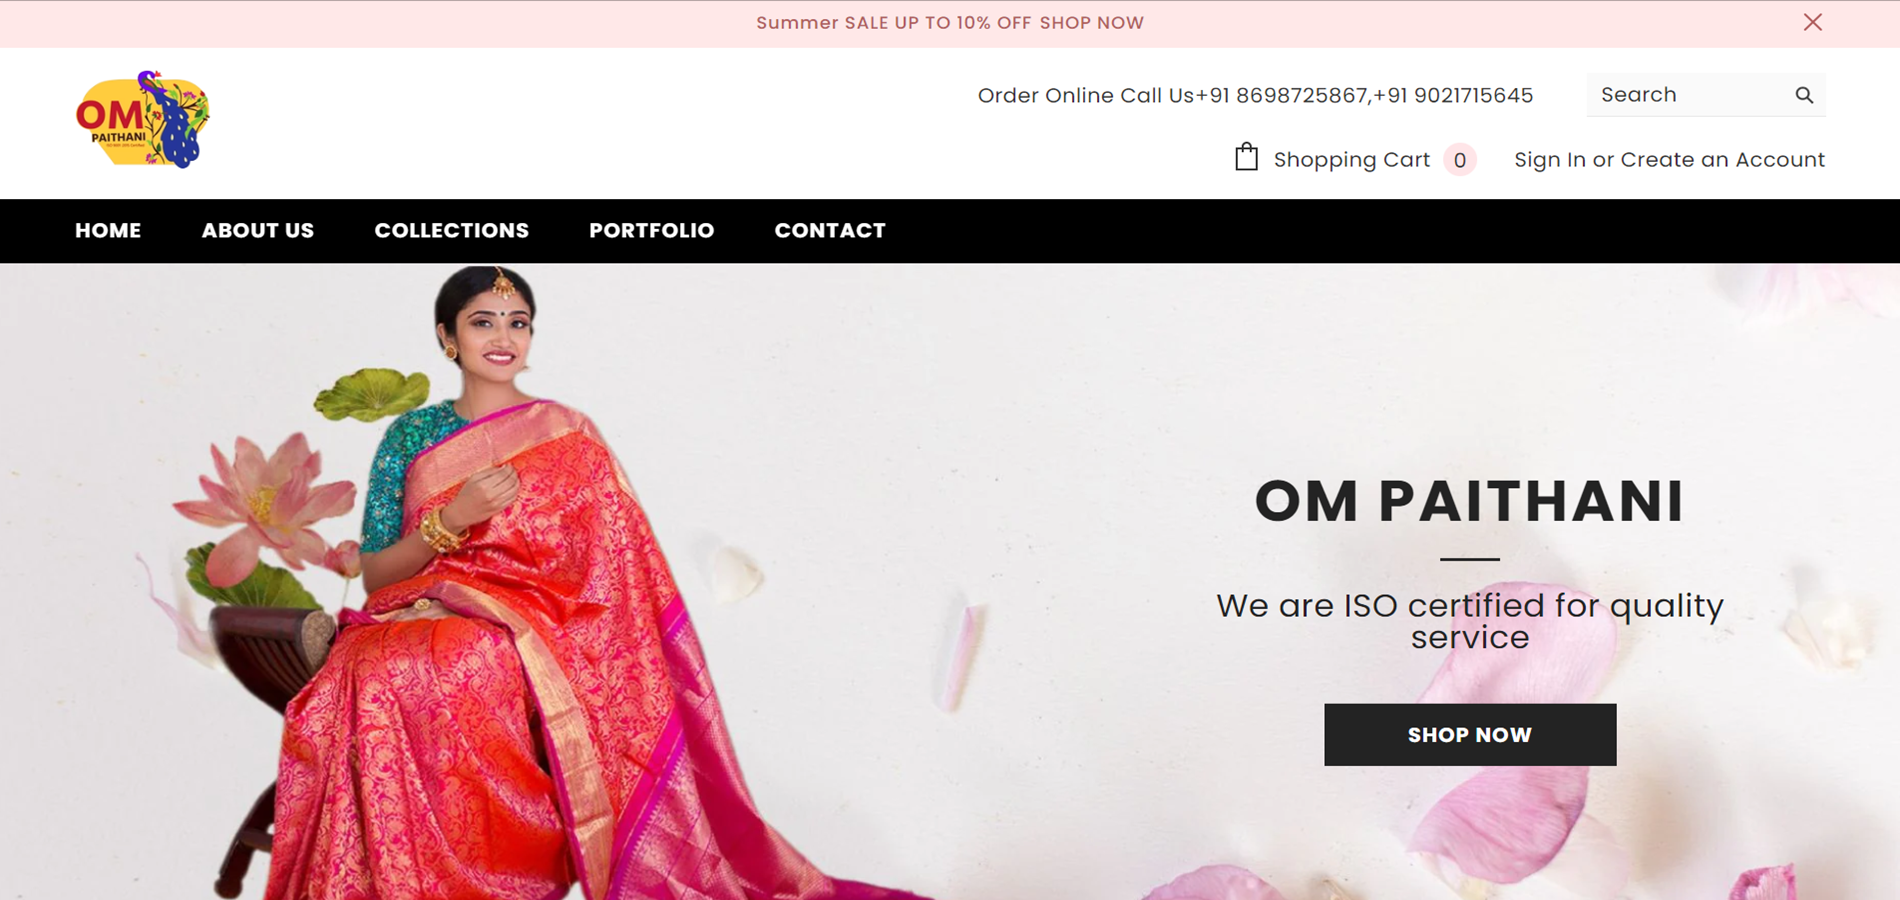 Summer SALE UP TO 10% OFF SHOP NOW
OM
PAITHANI
Order Online Call Us+91 8698725867,+91 9021715645
Search
Shopping Cart 0
Sign In or Create an Account
HOME ABOUT US COLLECTIONS PORTFOLIO CONTACT
OM PAITHANI
We are ISO certified for quality
service
SHOP NOW